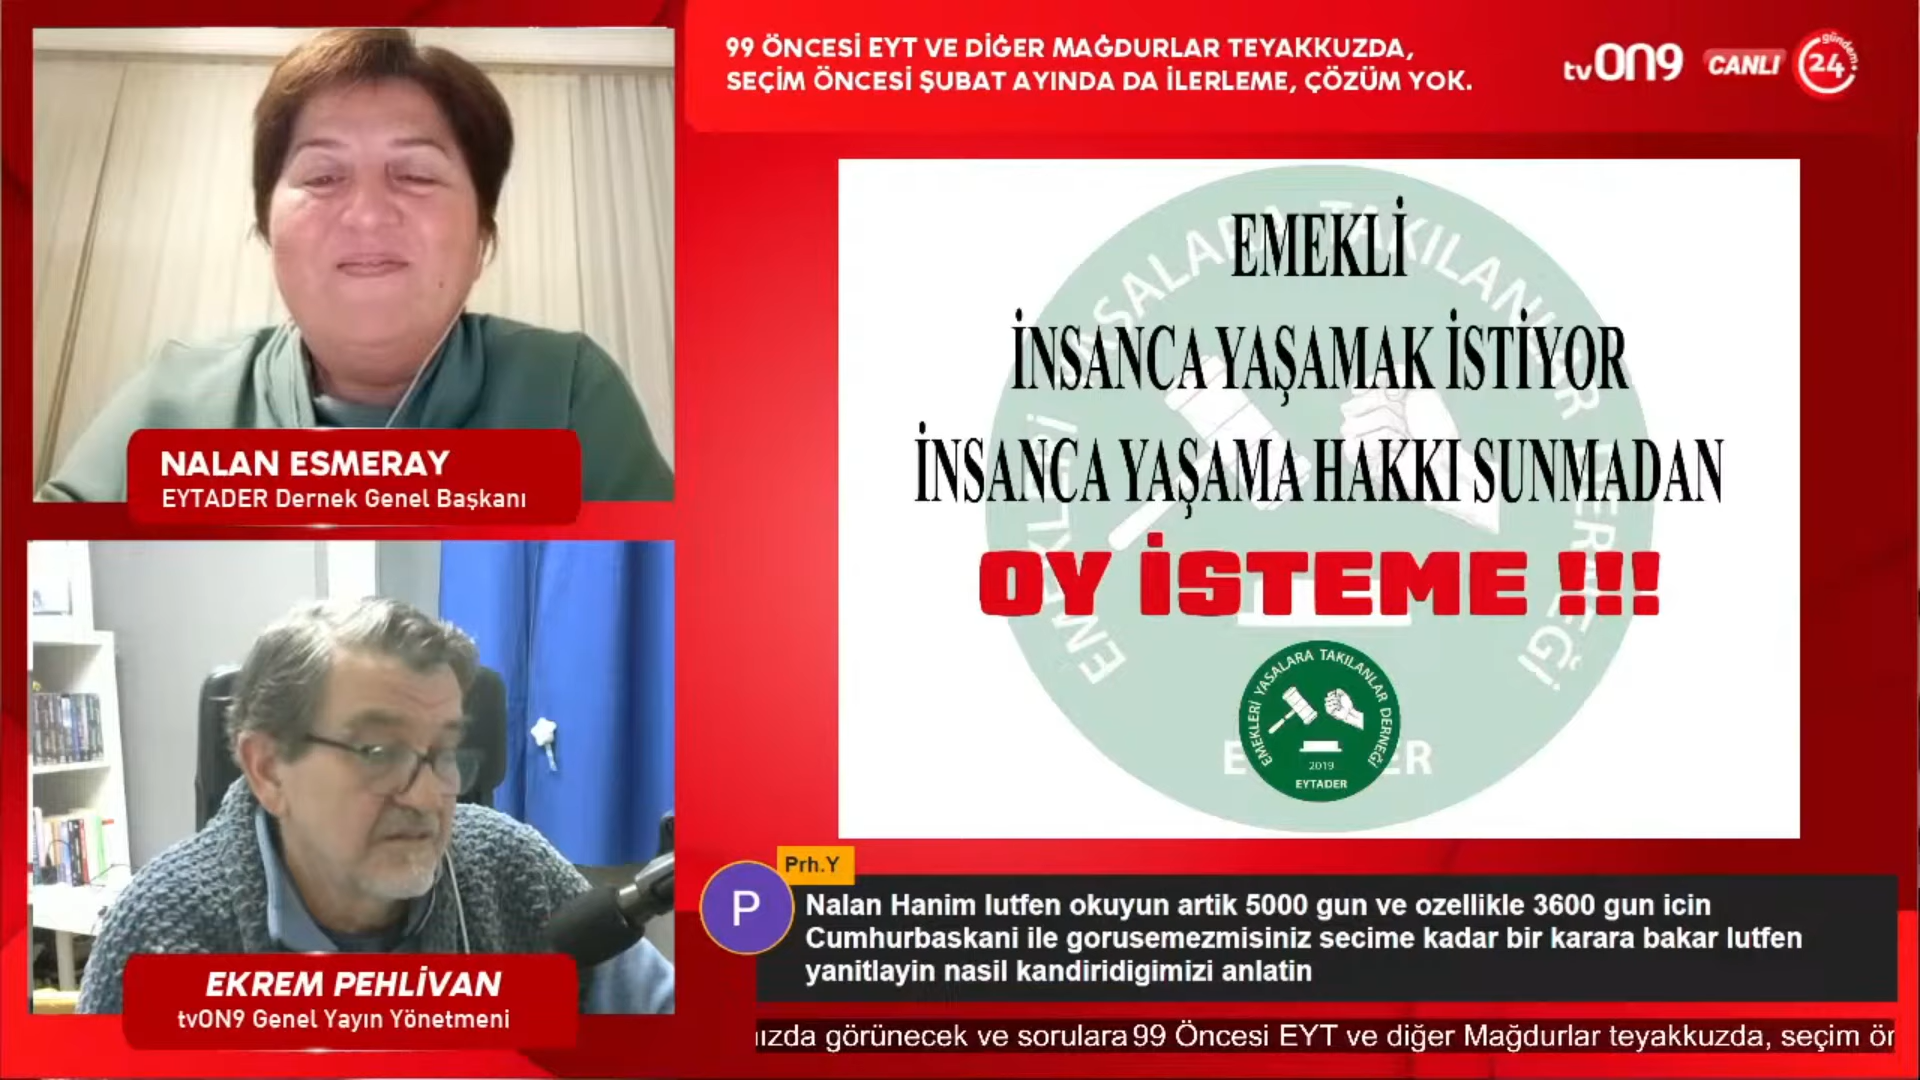 99 ÖNCESİ EYT VE DİĞER MAĞDURLAR TEYAKKUZDA,
SEÇİM ÖNCESİ ŞUBAT AYINDA DA İLERLEME, ÇÖZÜM YOK.
tvON9 CANLI gündem 24
NALAN ESMERAY
EYTADER Dernek Genel Başkanı
EMEKLİ
İNSANCA YAŞAMAK İSTİYOR
İNSANCA YAŞAMA HAKKI SUNMADAN
OY İSTEME !!!
EMEKLERİ YASALARA TAKILANLAR DERNEĞİ
2019
EYTADER
EKREM PEHLİVAN
tvON9 Genel Yayın Yönetmeni
Prh.Y
P
Nalan Hanim lutfen okuyun artik 5000 gun ve ozellikle 3600 gun icin
Cumhurbaskani ile gorusemezmisiniz secime kadar bir karara bakar lutfen
yanitlayin nasil kandiridigimizi anlatin
görünecek ve sorulara 99 Öncesi EYT ve diğer Mağdurlar teyakkuzda, seçim